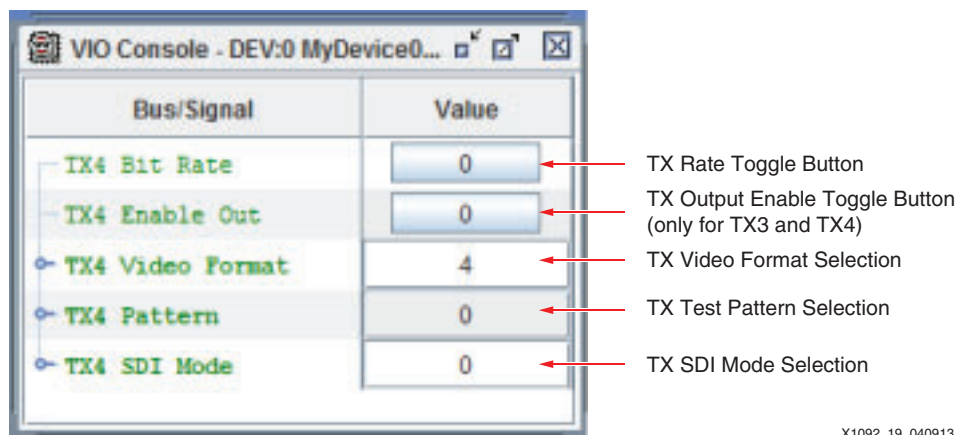 VIO Console - DEV:0 MyDevice0...
Bus/Signal Value
TX4 Bit Rate 0 TX Rate Toggle Button
TX4 Enable Out 0 TX Output Enable Toggle Button
(only for TX3 and TX4)
TX4 Video Format 4 TX Video Format Selection
TX4 Pattern 0 TX Test Pattern Selection
TX4 SDI Mode 0 TX SDI Mode Selection
X1092_19_040913